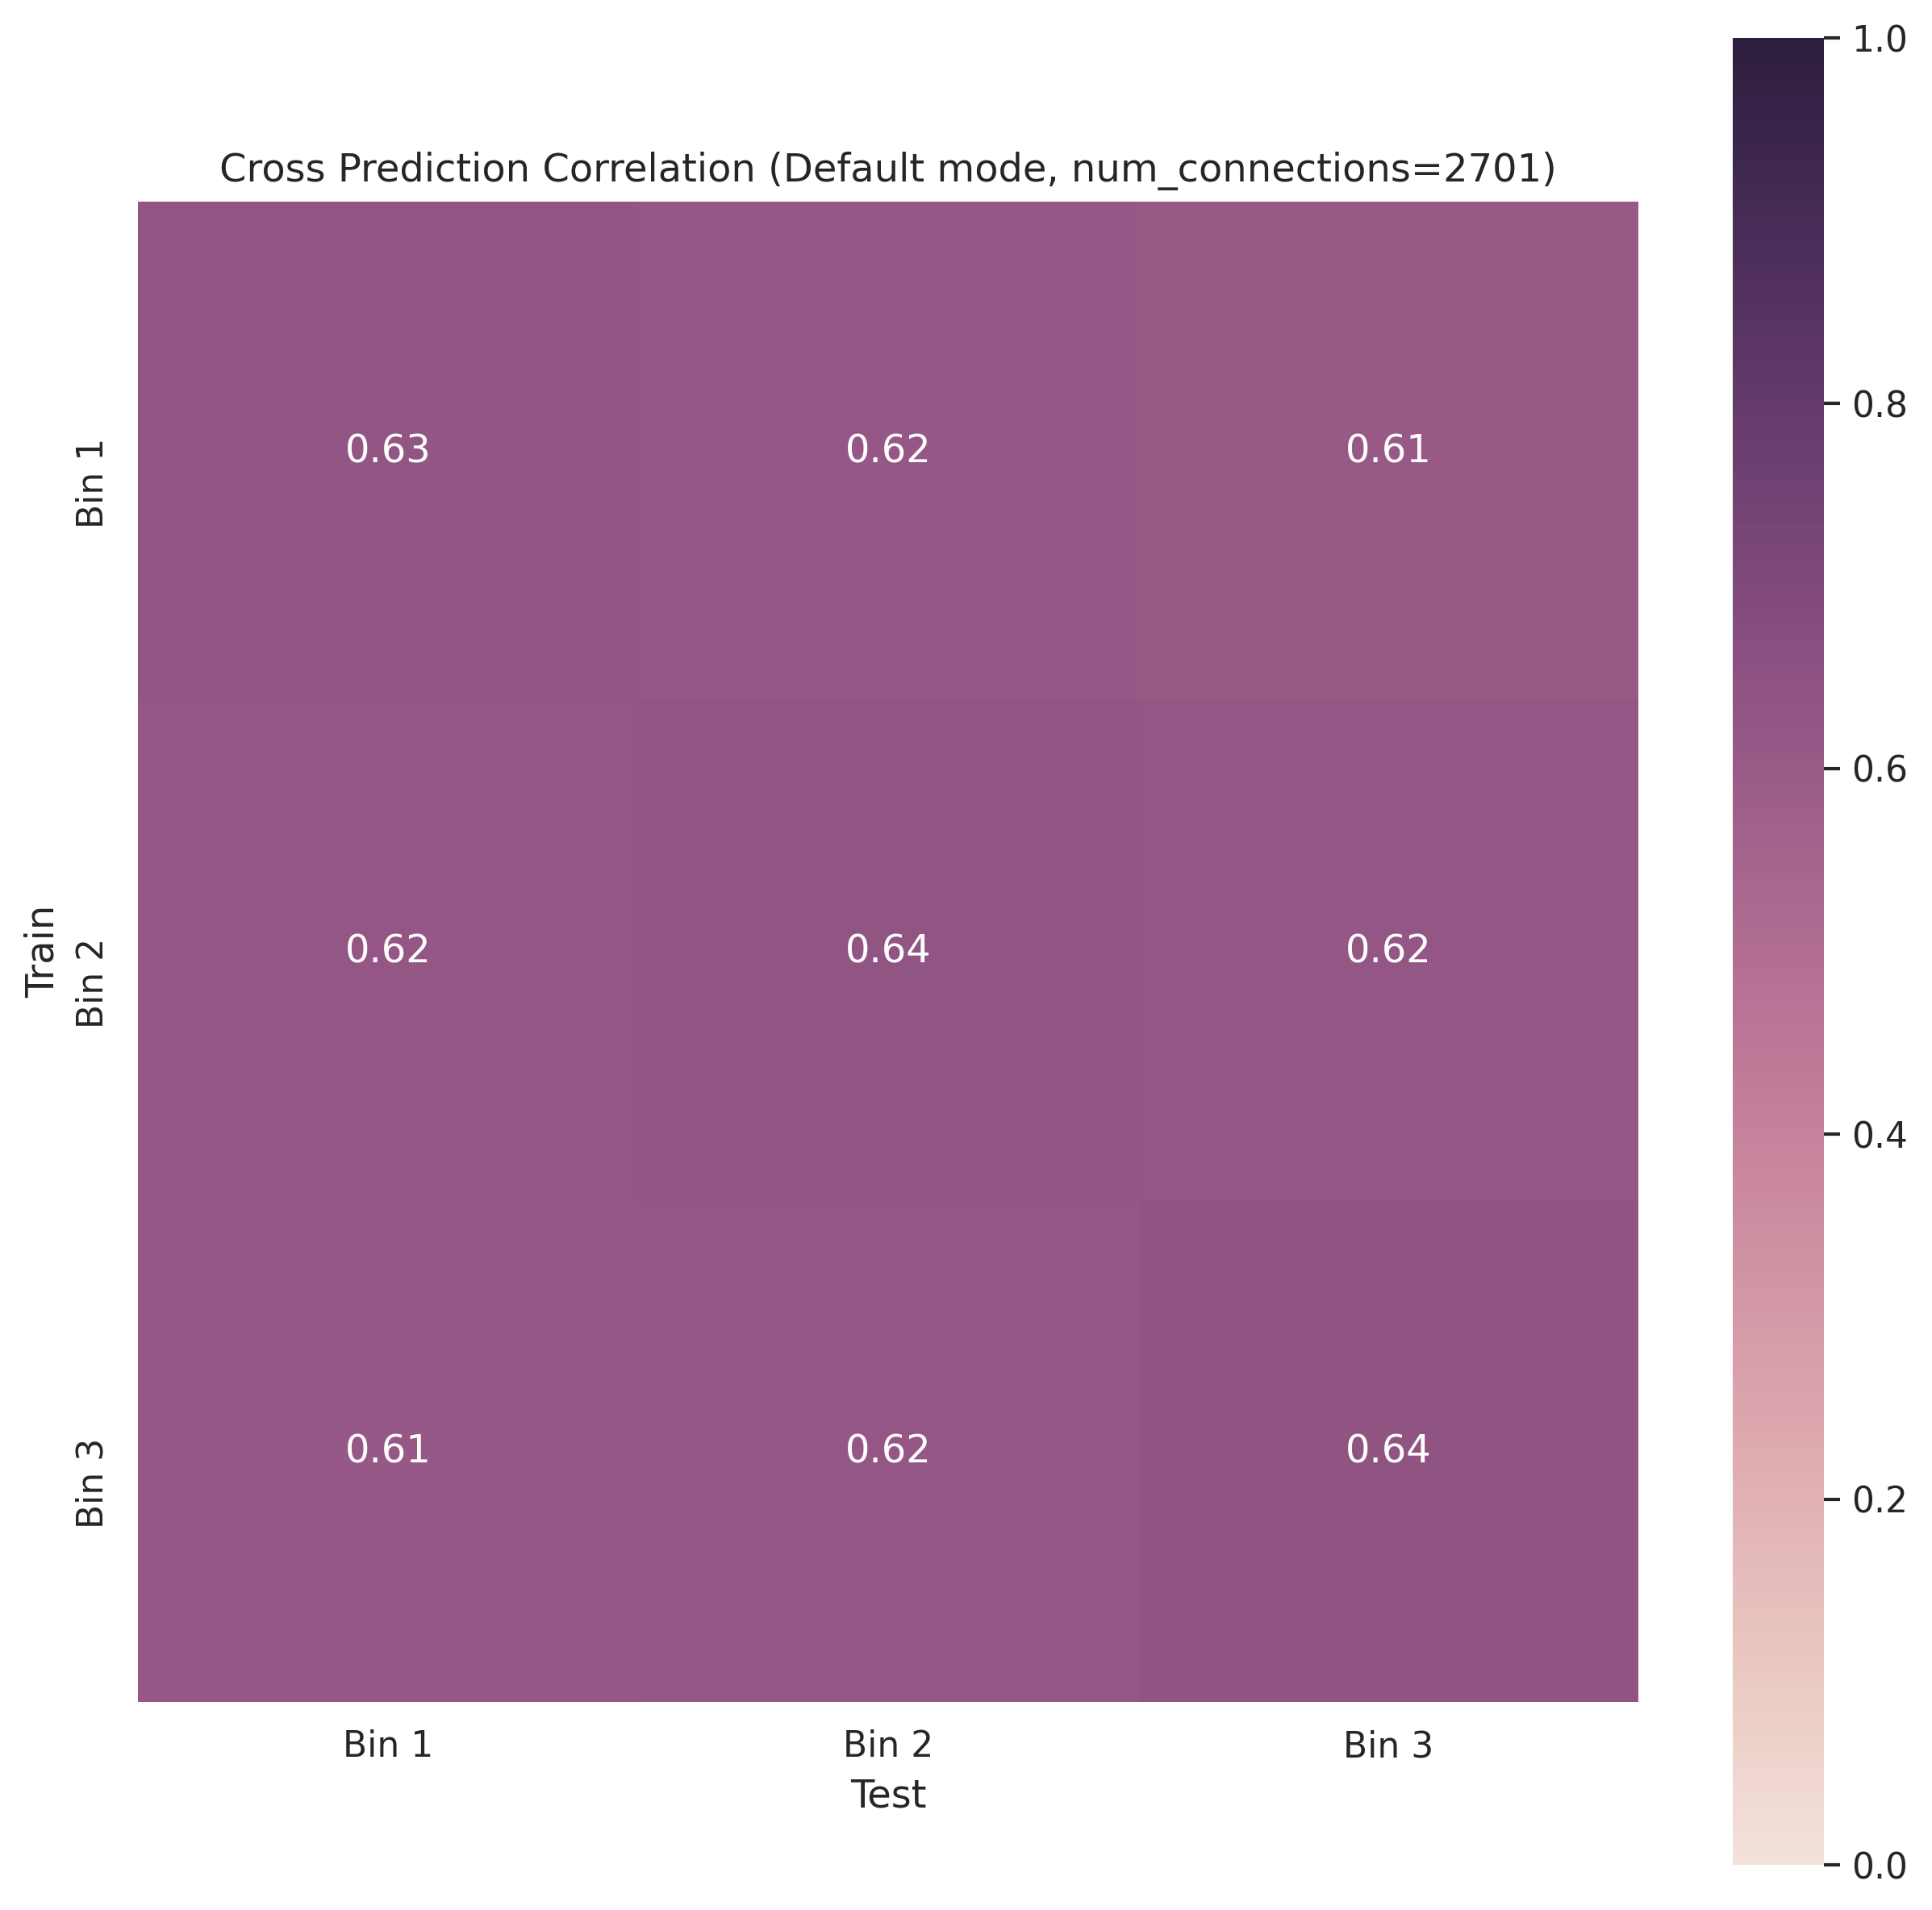 Cross Prediction Correlation (Default mode, num_connections=2701)
1.0
0.8
0.6
0.4
0.2
0.0
Train
Bin 1
0.63 0.62 0.61
Bin 2
0.62 0.64 0.62
Bin 3
0.61 0.62 0.64
Bin 1 Bin 2 Bin 3
Test